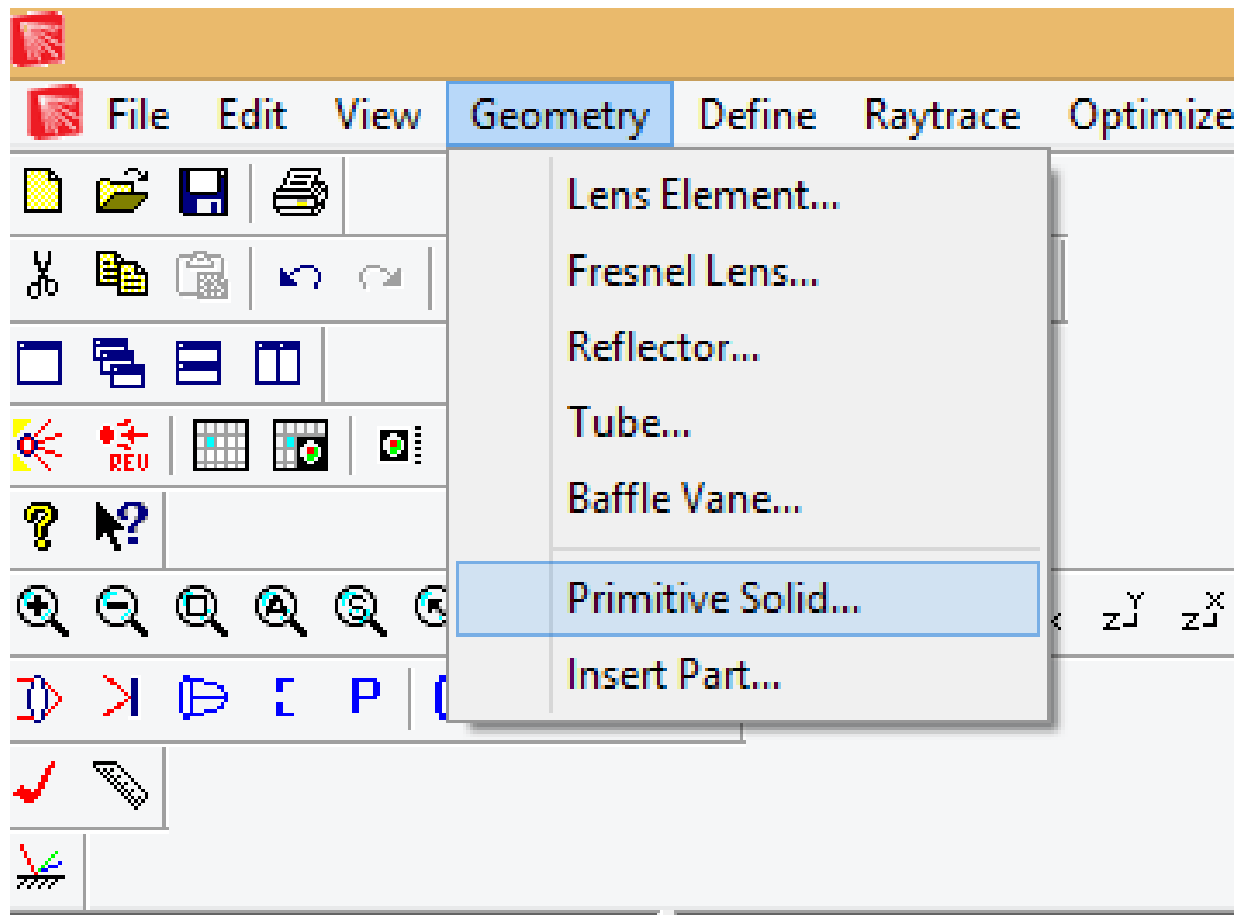 File Edit View Geometry Define Raytrace Optimize
Lens Element...
Fresnel Lens...
Reflector...
Tube...
Baffle Vane...
REV
Primitive Solid...
Z Y Z X
Insert Part...
P